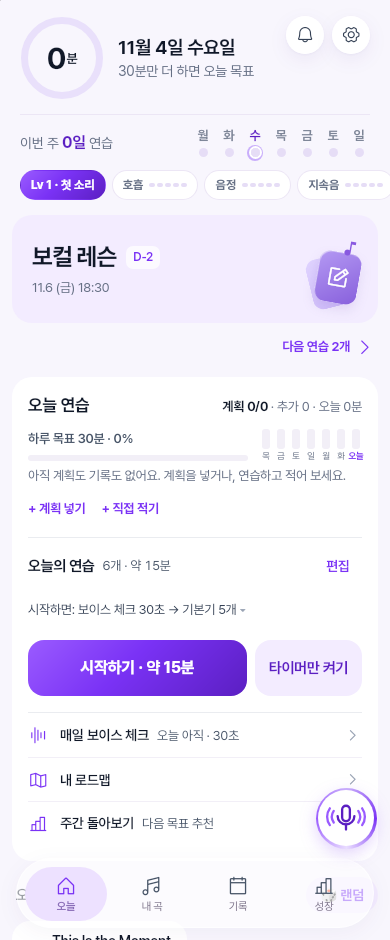 0분
11월 4일 수요일
30분만 더 하면 오늘 목표
이번 주 0일 연습
월 화 수 목 금 토 일
Lv 1 · 첫 소리 호흡 음정 지속음
보컬 레슨 D-2
11.6 (금) 18:30
다음 연습 2개
오늘 연습 계획 0/0 · 추가 0 · 오늘 0분
하루 목표 30분 · 0%
목 금 토 일 월 화 오늘
아직 계획도 기록도 없어요. 계획을 넣거나, 연습하고 적어 보세요.
+ 계획 넣기 + 직접 적기
오늘의 연습 6개 · 약 15분 편집
시작하면: 보이스 체크 30초 → 기본기 5개
시작하기 · 약 15분 타이머만 켜기
매일 보이스 체크 오늘 아직 · 30초
내 로드맵
주간 돌아보기 다음 목표 추천
랜덤
오늘 내 곡 기록 성장
This Is the Moment